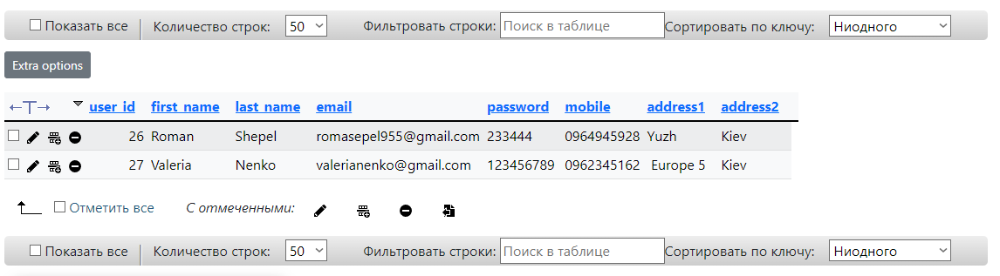 Показать все Количество строк: 50 Фильтровать строки: Поиск в таблице Сортировать по ключу: Ниодного
Extra options
←T→ user_id first_name last_name email password mobile address1 address2
26 Roman Shepel romasepel955@gmail.com 233444 0964945928 Yuzh Kiev
27 Valeria Nenko valerianenko@gmail.com 123456789 0962345162 Europe 5 Kiev
Отметить все С отмеченными:
Показать все Количество строк: 50 Фильтровать строки: Поиск в таблице Сортировать по ключу: Ниодного